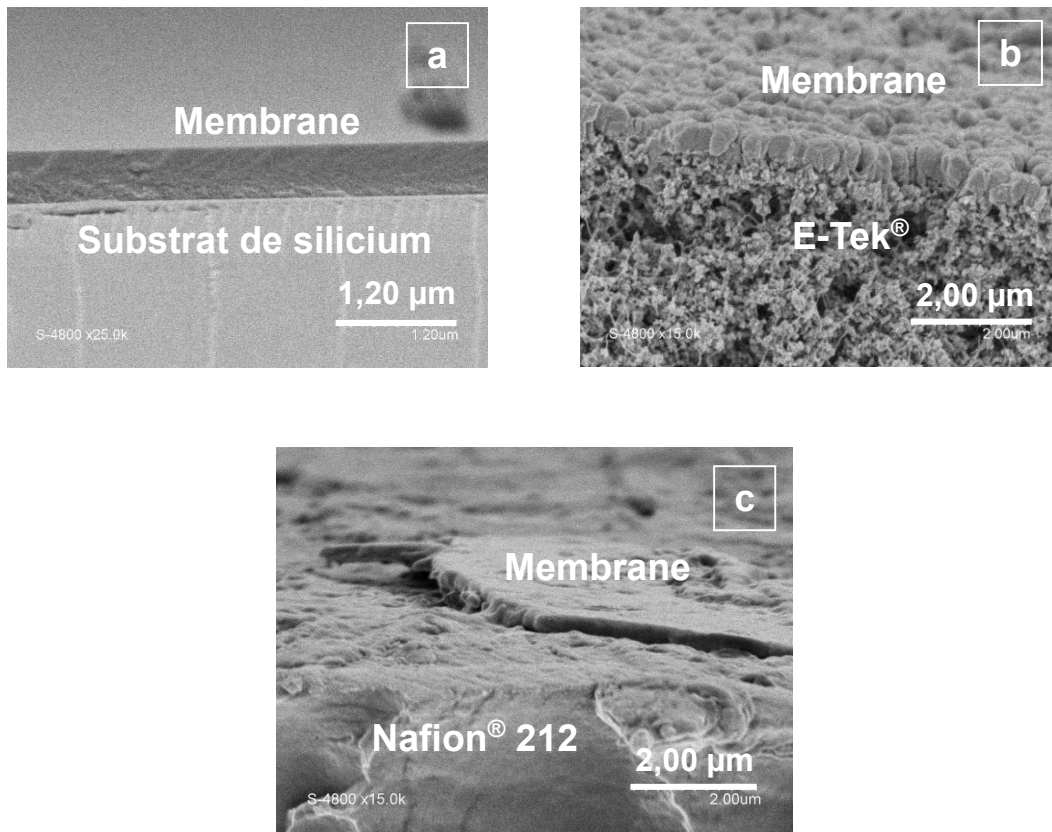 a
Membrane
Substrat de silicium
1,20 µm
S-4800 x25.0k
1.20um
b
Membrane
E-Tek®
2,00 µm
S-4800 x15.0k
2.00um
c
Membrane
Nafion® 212
2,00 µm
S-4800 x15.0k
2.00um